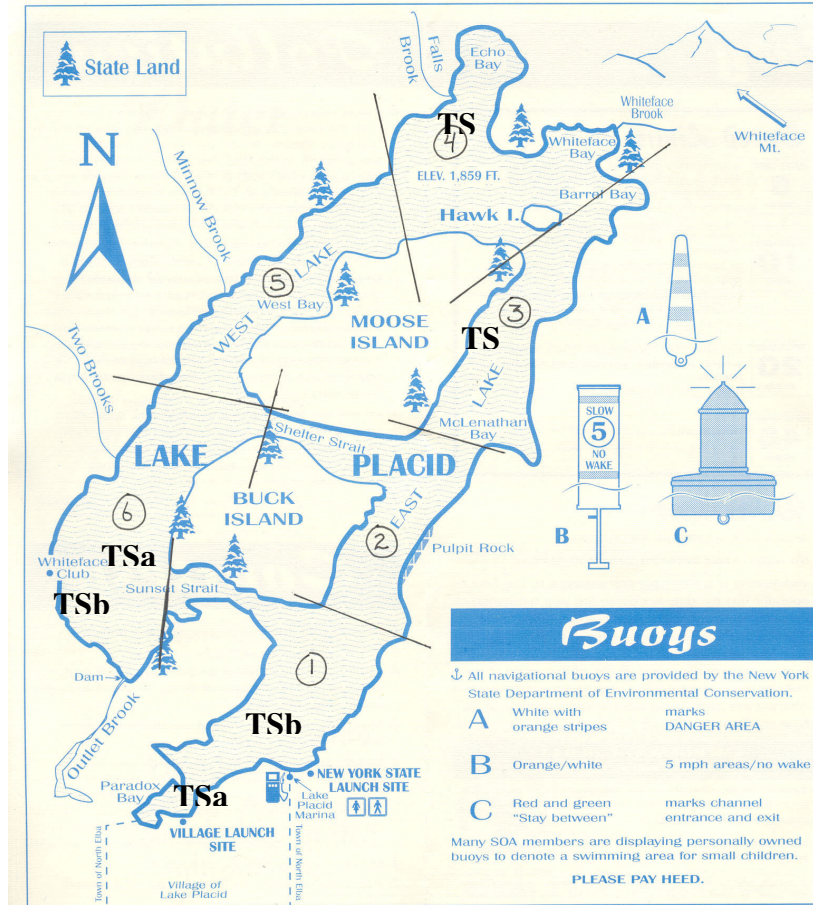 State Land
N
Falls
Brook
Echo
Bay
TS
4
ELEV. 1,859 FT.
Whiteface
Brook
Whiteface
Bay
Whiteface
Mt.
Barrel Bay
Hawk I.
Minnow Brook
5
WEST LAKE
West Bay
MOOSE
ISLAND
3
TS
LAKE
McLenathan
Bay
A
Two Brooks
Shelter Strait
LAKE PLACID
BUCK
ISLAND
EAST
6
2
TSa
Whiteface
Club
TSb
Sunset Strait
Pulpit Rock
SLOW
5
NO
WAKE
B
C
Dam
Outlet Brook
1
TSb
Paradox
Bay
TSa
NEW YORK STATE
LAUNCH SITE
Lake
Placid
Marina
VILLAGE LAUNCH
SITE
Town of North Elba
Town of North Elba
Village of
Lake Placid
Buoys
All navigational buoys are provided by the New York
State Department of Environmental Conservation.
A White with orange stripes marks DANGER AREA
B Orange/white 5 mph areas/no wake
C Red and green "Stay between" marks channel entrance and exit
Many SOA members are displaying personally owned
buoys to denote a swimming area for small children.
PLEASE PAY HEED.